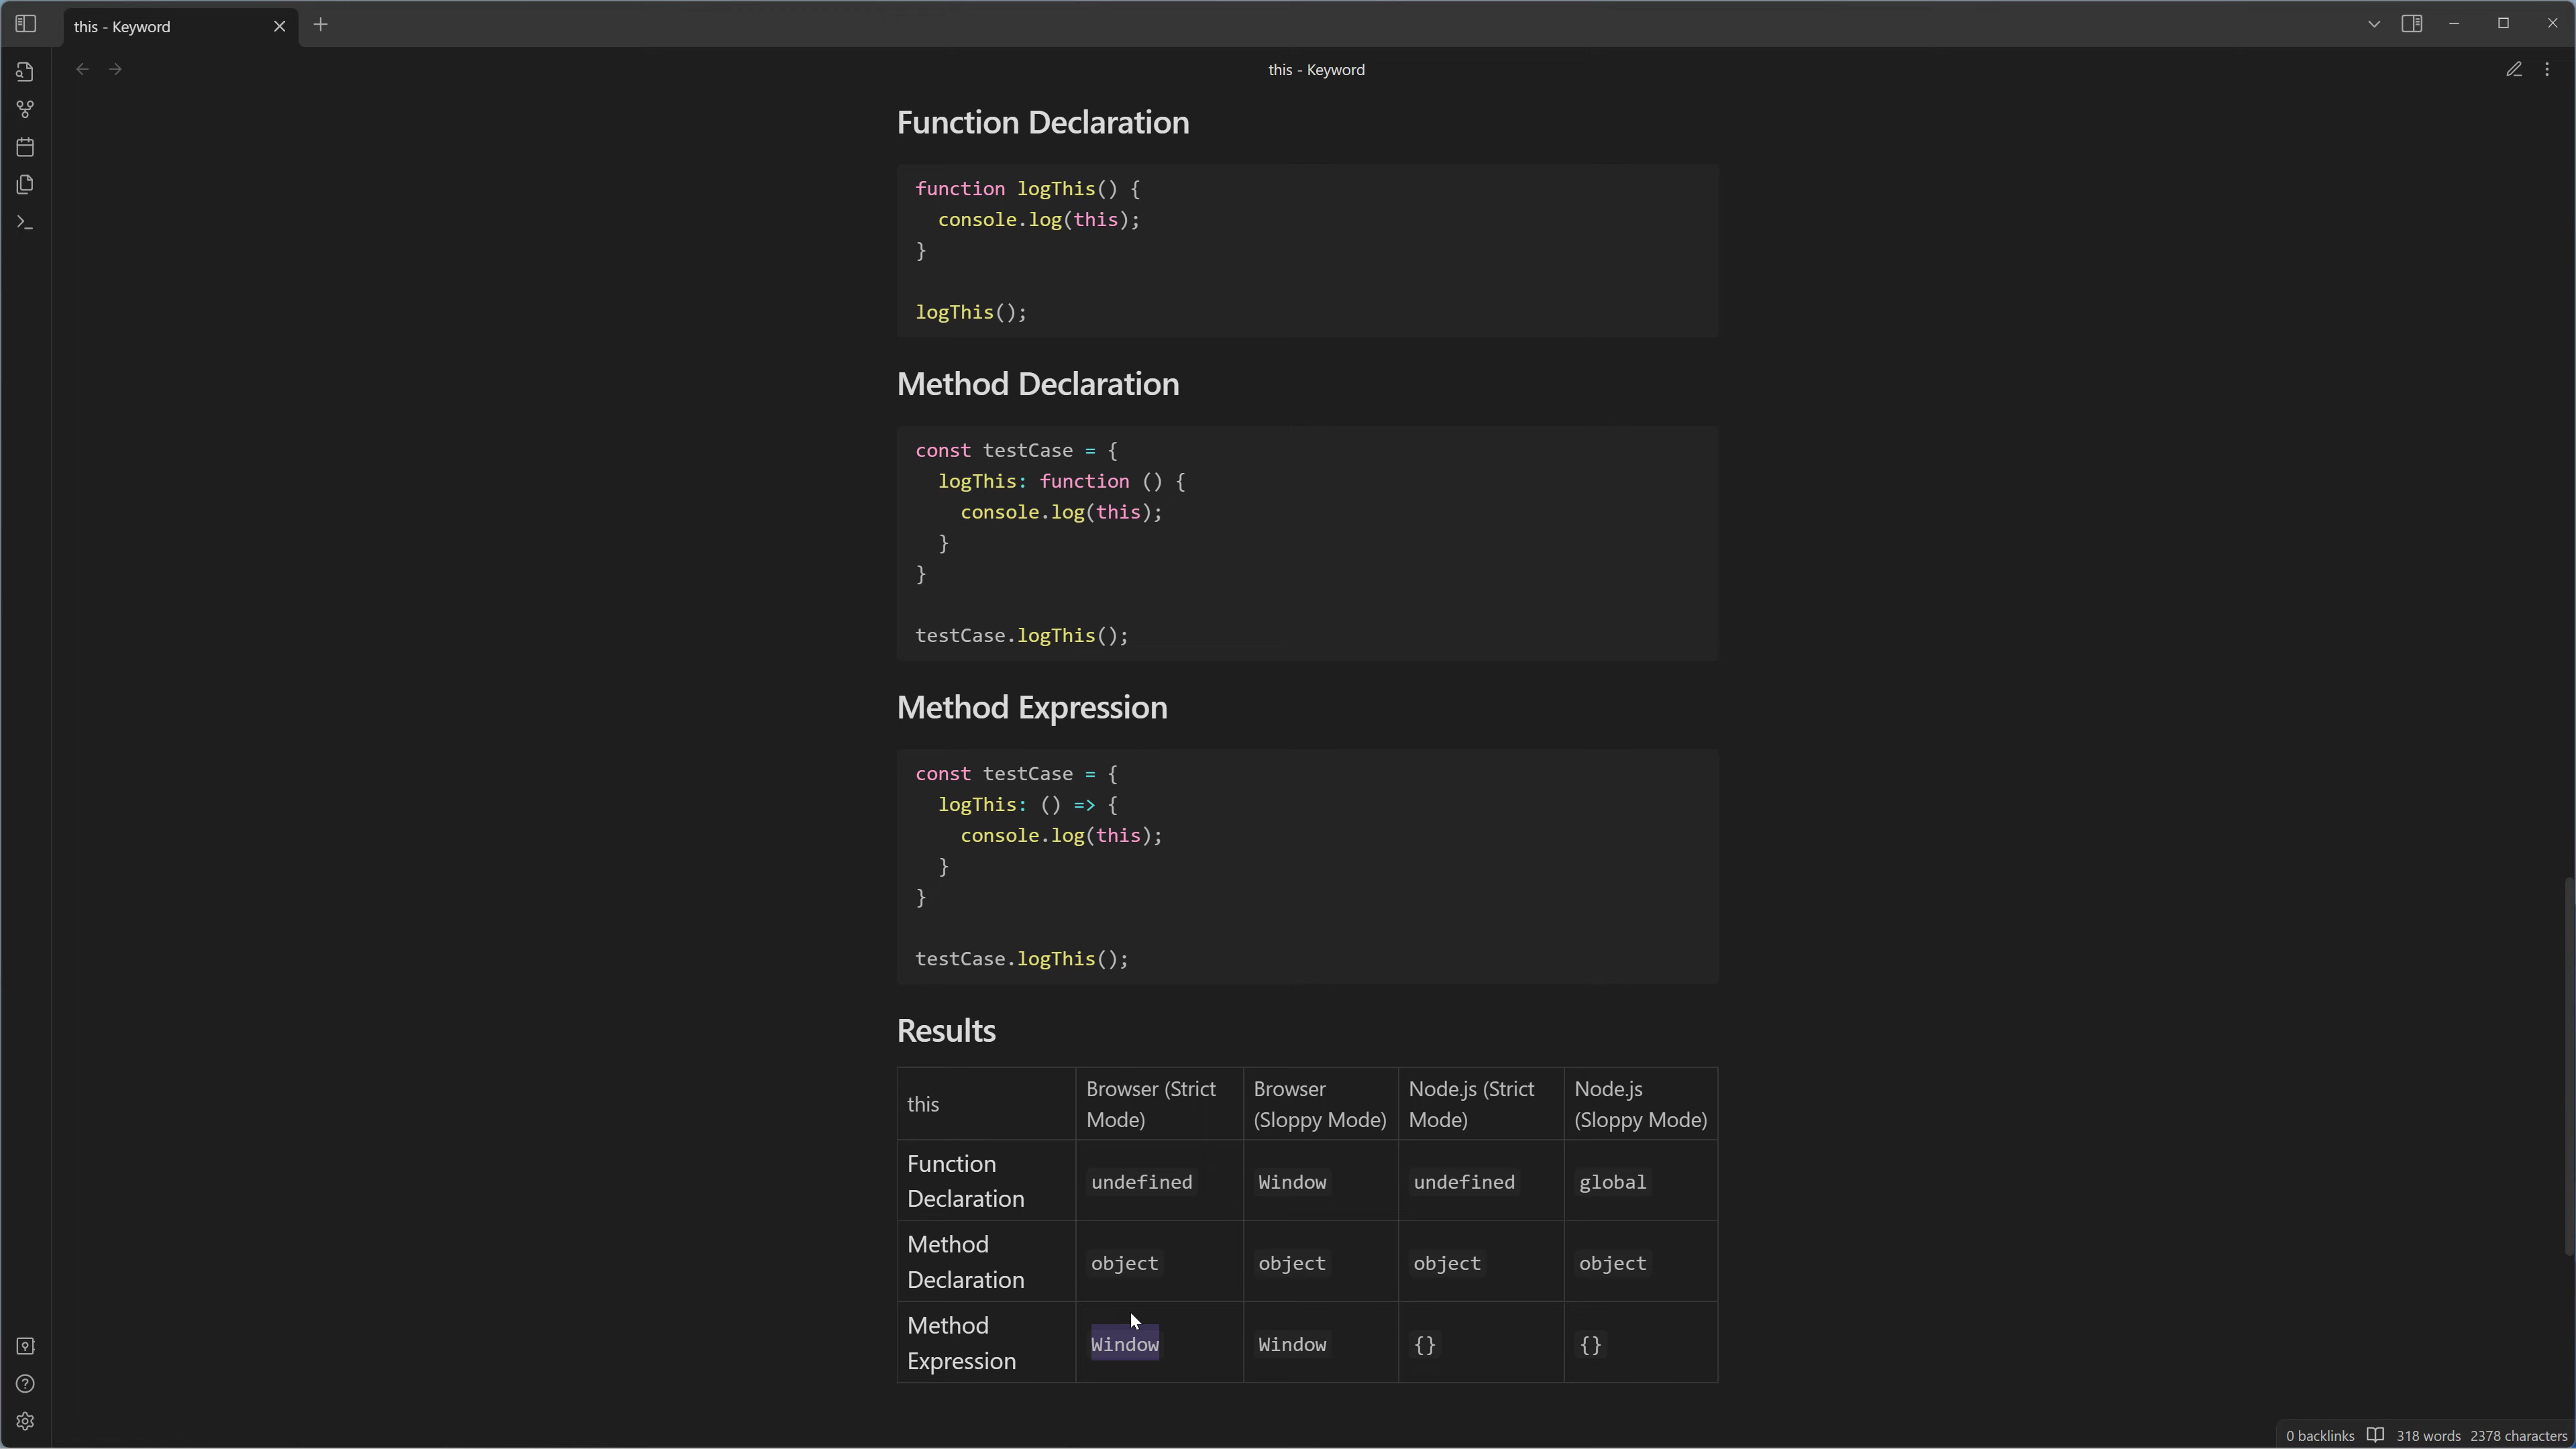 this - Keyword
this - Keyword
Function Declaration
function logThis() {
  console.log(this);
}
logThis();
Method Declaration
const testCase = {
  logThis: function () {
    console.log(this);
  }
}
testCase.logThis();
Method Expression
const testCase = {
  logThis: () => {
    console.log(this);
  }
}
testCase.logThis();
Results
this
Browser (Strict
Mode)
Browser
(Sloppy Mode)
Node.js (Strict
Mode)
Node.js
(Sloppy Mode)
Function
Declaration
undefined
Window
undefined
global
Method
Declaration
object
object
object
object
Method
Expression
Window
Window
{}
{}
0 backlinks 318 words 2378 characters